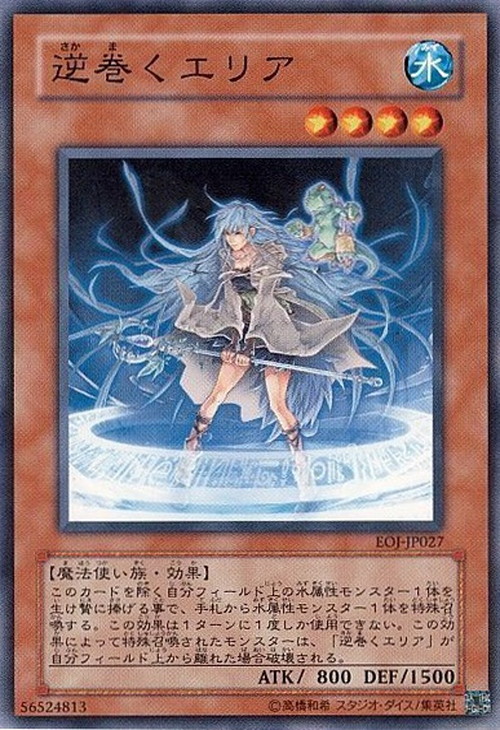 逆巻くエリア
水
EOJ-JP027
【魔法使い族・効果】
このカードを除く自分フィールド上の水属性モンスター1体を
生け贄に捧げる事で、手札から水属性モンスター1体を特殊召
喚する。この効果は1ターンに1度しか使用できない。この効
果によって特殊召喚されたモンスターは、「逆巻くエリア」が
自分フィールド上から離れた場合破壊される。
ATK/ 800 DEF/1500
56524813
©高橋和希 スタジオ・ダイス/集英社